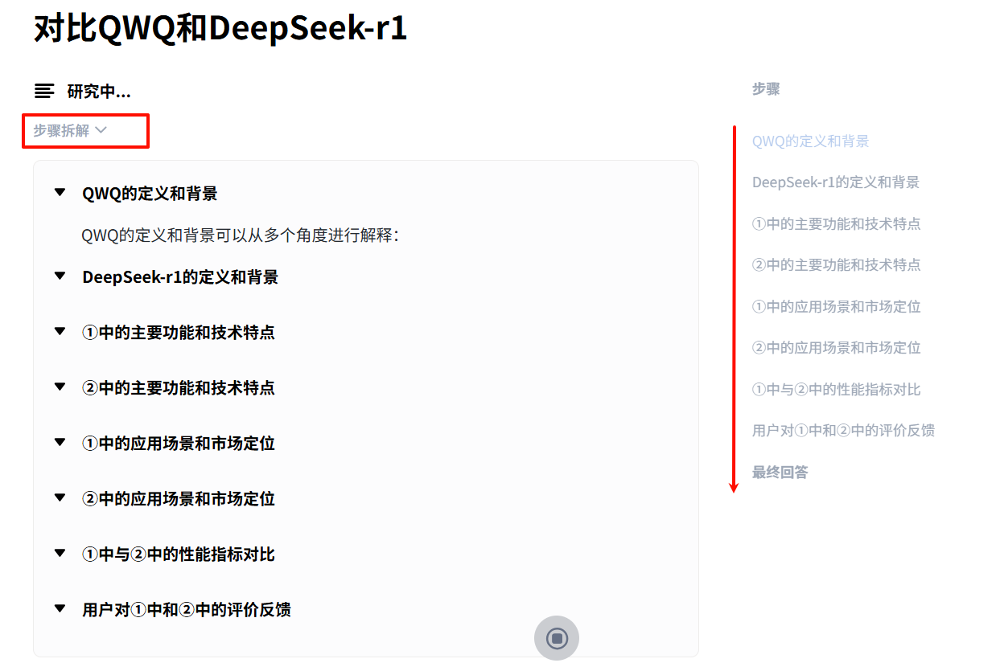 对比QWQ和DeepSeek-r1
研究中...
步骤拆解
QWQ的定义和背景
QWQ的定义和背景可以从多个角度进行解释：
DeepSeek-r1的定义和背景
①中的主要功能和技术特点
②中的主要功能和技术特点
①中的应用场景和市场定位
②中的应用场景和市场定位
①中与②中的性能指标对比
用户对①中和②中的评价反馈
步骤
QWQ的定义和背景
DeepSeek-r1的定义和背景
①中的主要功能和技术特点
②中的主要功能和技术特点
①中的应用场景和市场定位
②中的应用场景和市场定位
①中与②中的性能指标对比
用户对①中和②中的评价反馈
最终回答